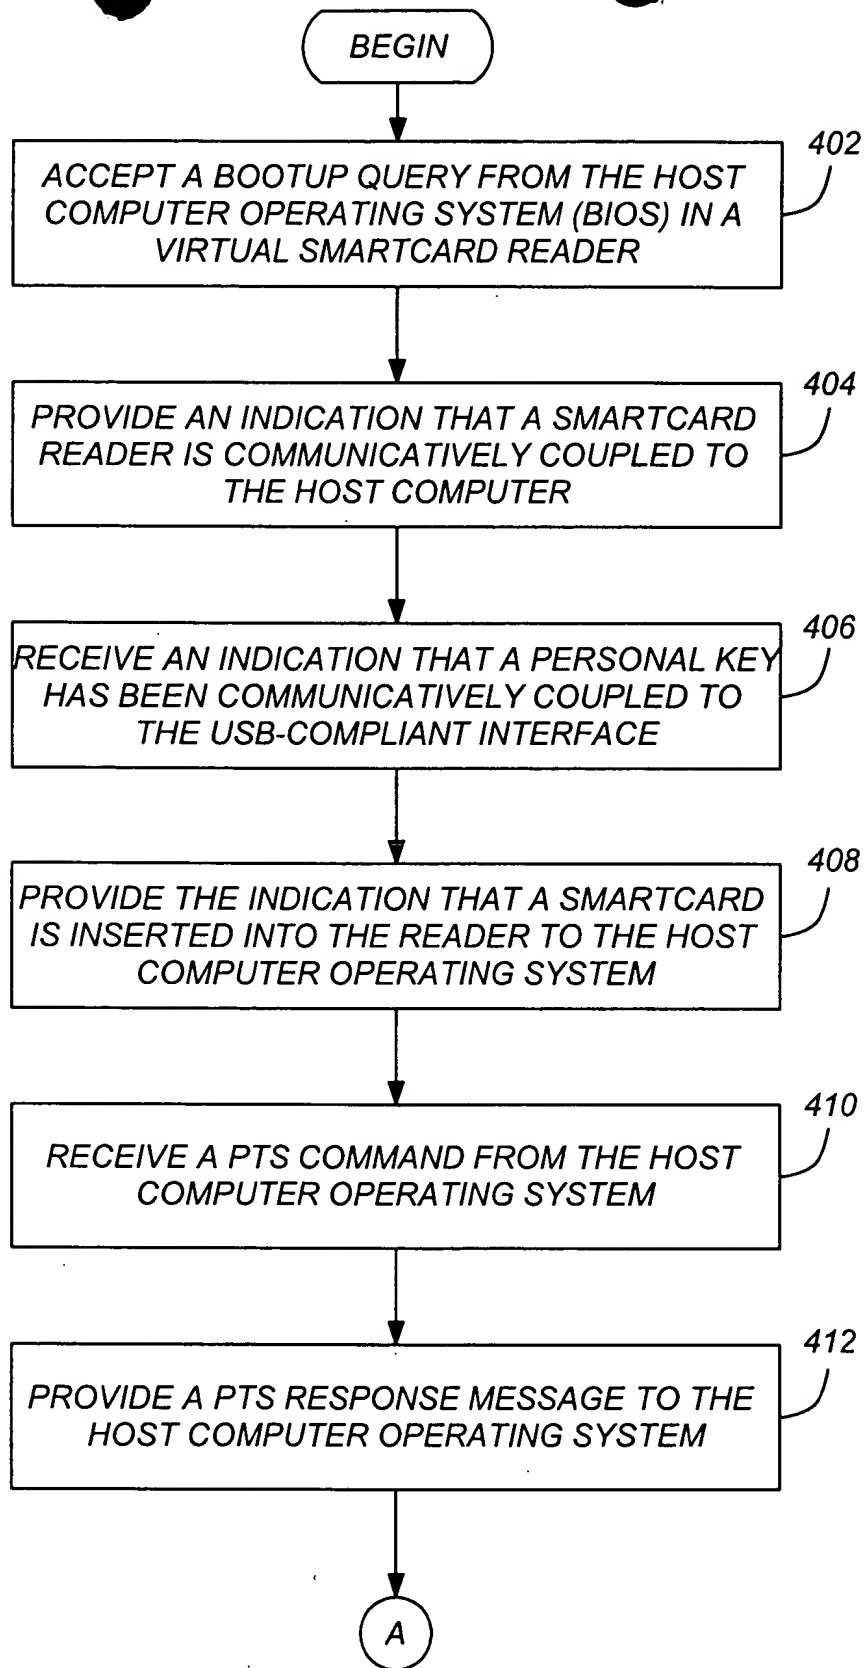 BEGIN
402
ACCEPT A BOOTUP QUERY FROM THE HOST
COMPUTER OPERATING SYSTEM (BIOS) IN A
VIRTUAL SMARTCARD READER
404
PROVIDE AN INDICATION THAT A SMARTCARD
READER IS COMMUNICATIVELY COUPLED TO
THE HOST COMPUTER
406
RECEIVE AN INDICATION THAT A PERSONAL KEY
HAS BEEN COMMUNICATIVELY COUPLED TO
THE USB-COMPLIANT INTERFACE
408
PROVIDE THE INDICATION THAT A SMARTCARD
IS INSERTED INTO THE READER TO THE HOST
COMPUTER OPERATING SYSTEM
410
RECEIVE A PTS COMMAND FROM THE HOST
COMPUTER OPERATING SYSTEM
412
PROVIDE A PTS RESPONSE MESSAGE TO THE
HOST COMPUTER OPERATING SYSTEM
A